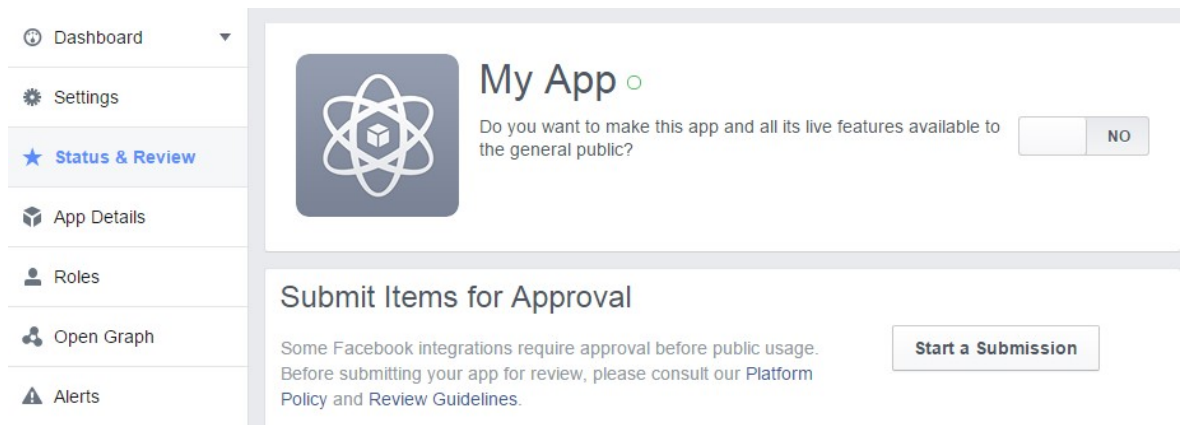 Dashboard
Settings
Status & Review
App Details
Roles
Open Graph
Alerts
My App
Do you want to make this app and all its live features available to
the general public?
NO
Submit Items for Approval
Some Facebook integrations require approval before public usage.
Before submitting your app for review, please consult our Platform
Policy and Review Guidelines.
Start a Submission